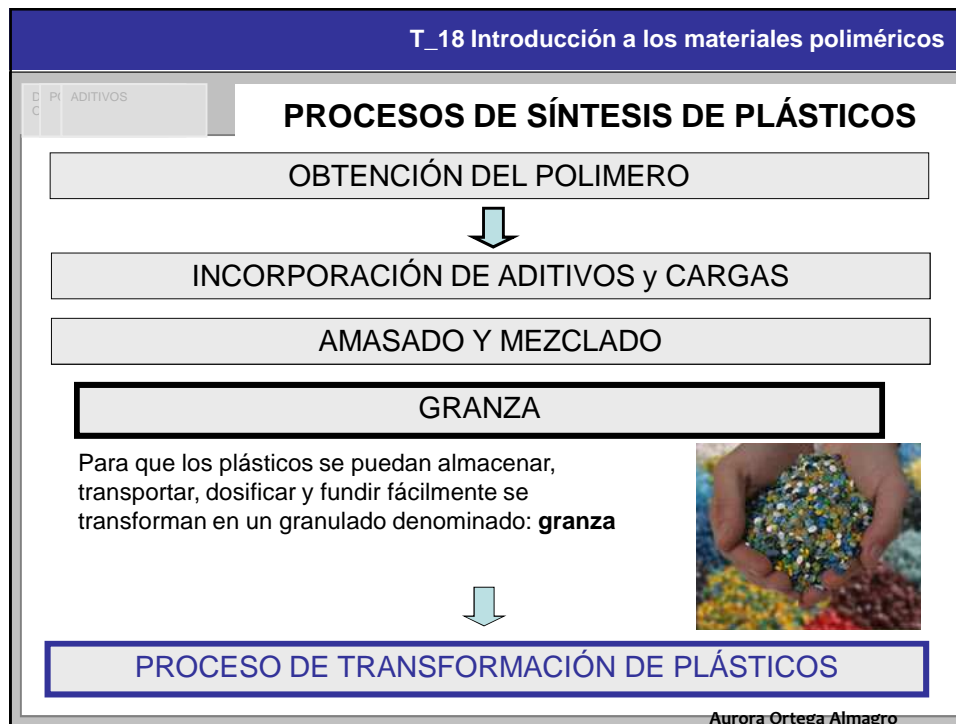 T_18 Introducción a los materiales poliméricos
ADITIVOS
PROCESOS DE SÍNTESIS DE PLÁSTICOS
OBTENCIÓN DEL POLIMERO
INCORPORACIÓN DE ADITIVOS y CARGAS
AMASADO Y MEZCLADO
GRANZA
Para que los plásticos se puedan almacenar,
transportar, dosificar y fundir fácilmente se
transforman en un granulado denominado: granza
PROCESO DE TRANSFORMACIÓN DE PLÁSTICOS
Aurora Ortega Almagro